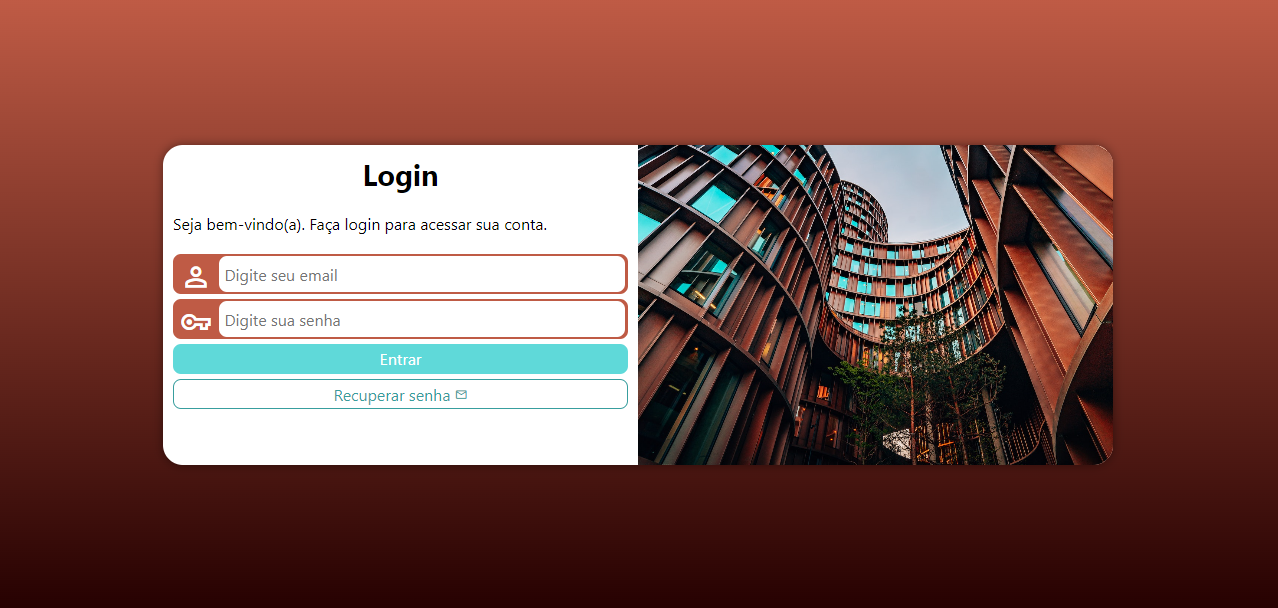 Login
Seja bem-vindo(a). Faça login para acessar sua conta.
Digite seu email
Digite sua senha
Entrar
Recuperar senha